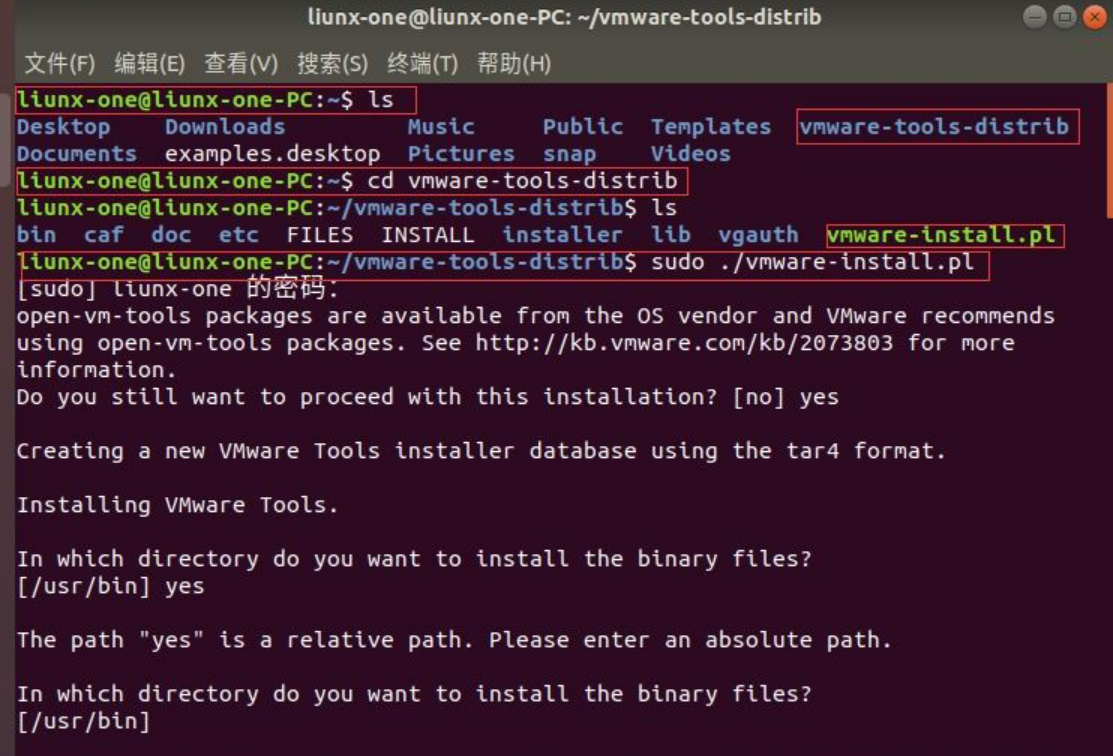 liunx-one@liunx-one-PC: ~/vmware-tools-distrib
文件(F) 编辑(E) 查看(V) 搜索(S) 终端(T) 帮助(H)
liunx-one@liunx-one-PC:~$ ls
Desktop Downloads Music Public Templates vmware-tools-distrib
Documents examples.desktop Pictures snap Videos
liunx-one@liunx-one-PC:~$ cd vmware-tools-distrib
liunx-one@liunx-one-PC:~/vmware-tools-distrib$ ls
bin caf doc etc FILES INSTALL installer lib vgauth vmware-install.pl
liunx-one@liunx-one-PC:~/vmware-tools-distrib$ sudo ./vmware-install.pl
[sudo] liunx-one 的密码:
open-vm-tools packages are available from the OS vendor and VMware recommends
using open-vm-tools packages. See http://kb.vmware.com/kb/2073803 for more
information.
Do you still want to proceed with this installation? [no] yes
Creating a new VMware Tools installer database using the tar4 format.
Installing VMware Tools.
In which directory do you want to install the binary files?
[/usr/bin] yes
The path "yes" is a relative path. Please enter an absolute path.
In which directory do you want to install the binary files?
[/usr/bin]